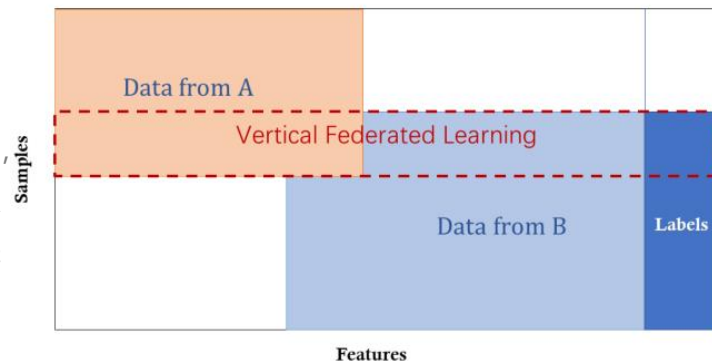 Data from A
Vertical Federated Learning
Samples
Data from B
Labels
Features